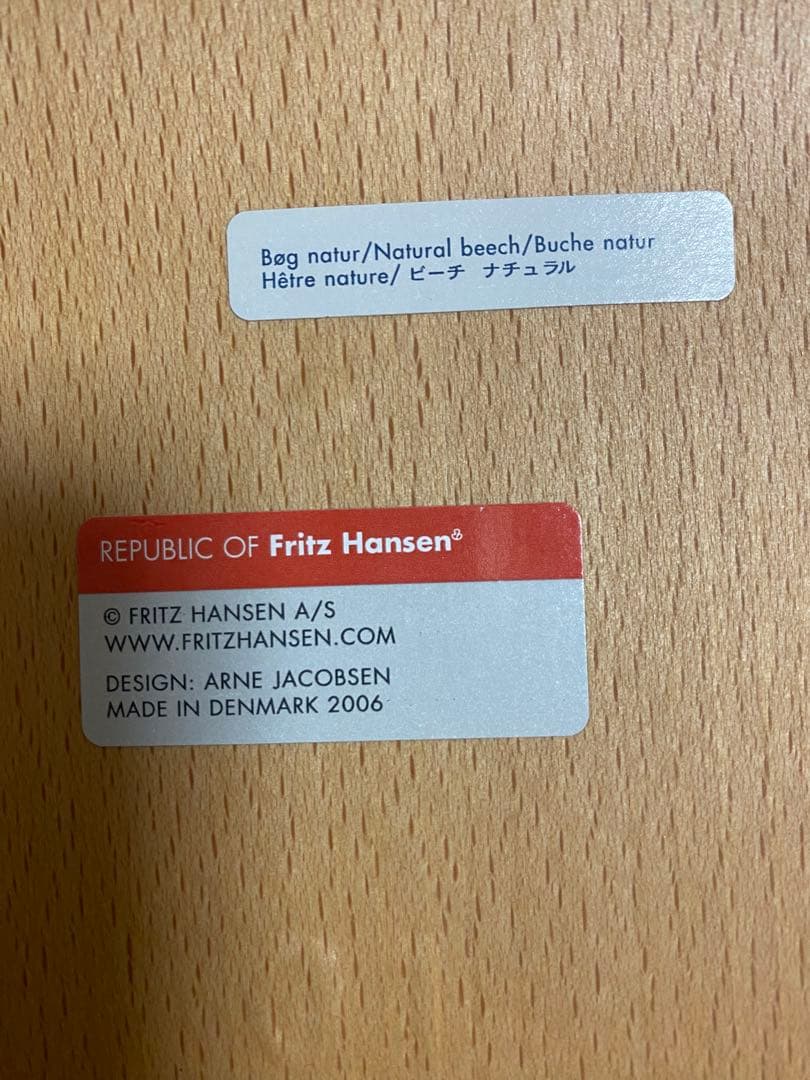 Bøg natur/Natural beech/Buche natur
Hêtre nature/ ビーチ ナチュラル
REPUBLIC OF Fritz Hansen
© FRITZ HANSEN A/S
WWW.FRITZHANSEN.COM
DESIGN: ARNE JACOBSEN
MADE IN DENMARK 2006